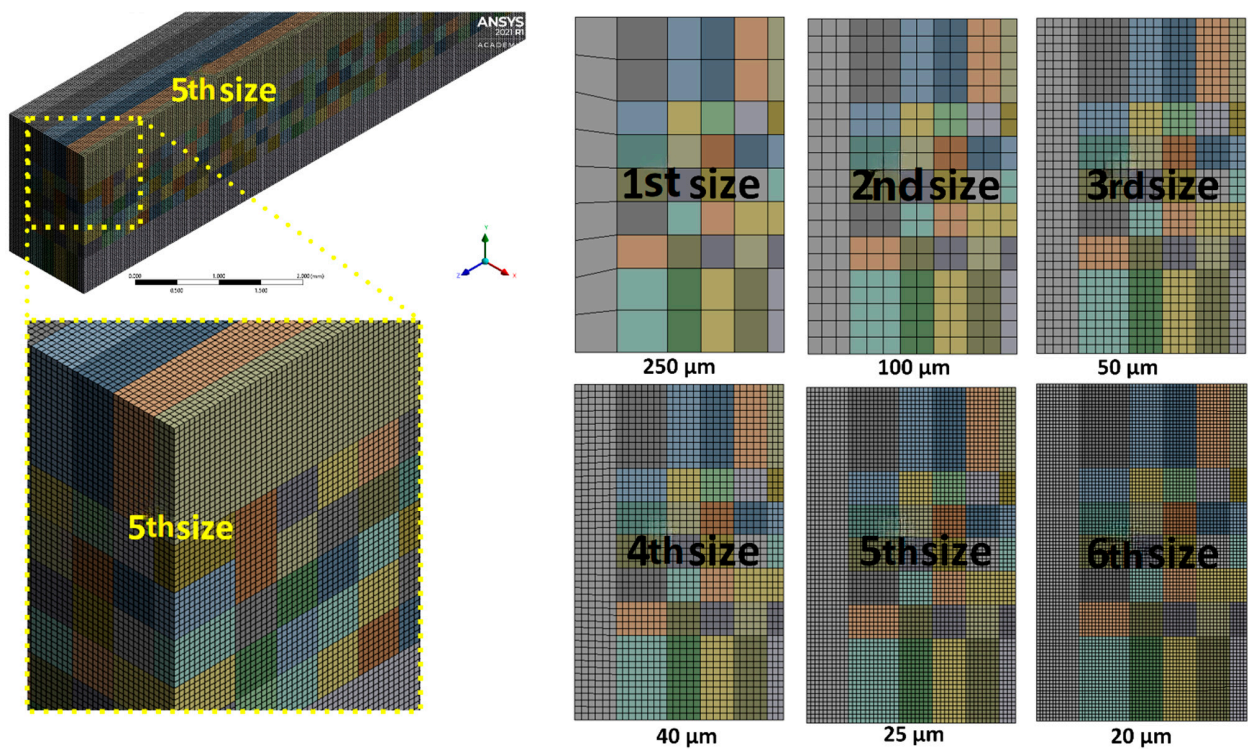 ANSYS
2021 R1
ACADEMIC
5th size
Y
Z
X
0.000
1.000
2.000 (mm)
0.500
1.500
5th size
1st size
250 µm
2nd size
100 µm
3rd size
50 µm
4th size
40 µm
5th size
25 µm
6th size
20 µm